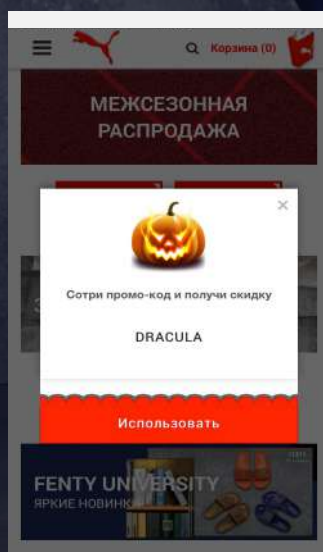 Корзина (0)
МЕЖСЕЗОННАЯ
РАСПРОДАЖА
Сотри промо-код и получи скидку
DRACULA
Использовать
FENTY UNIVERSITY
ЯРКИЕ НОВИНКИ